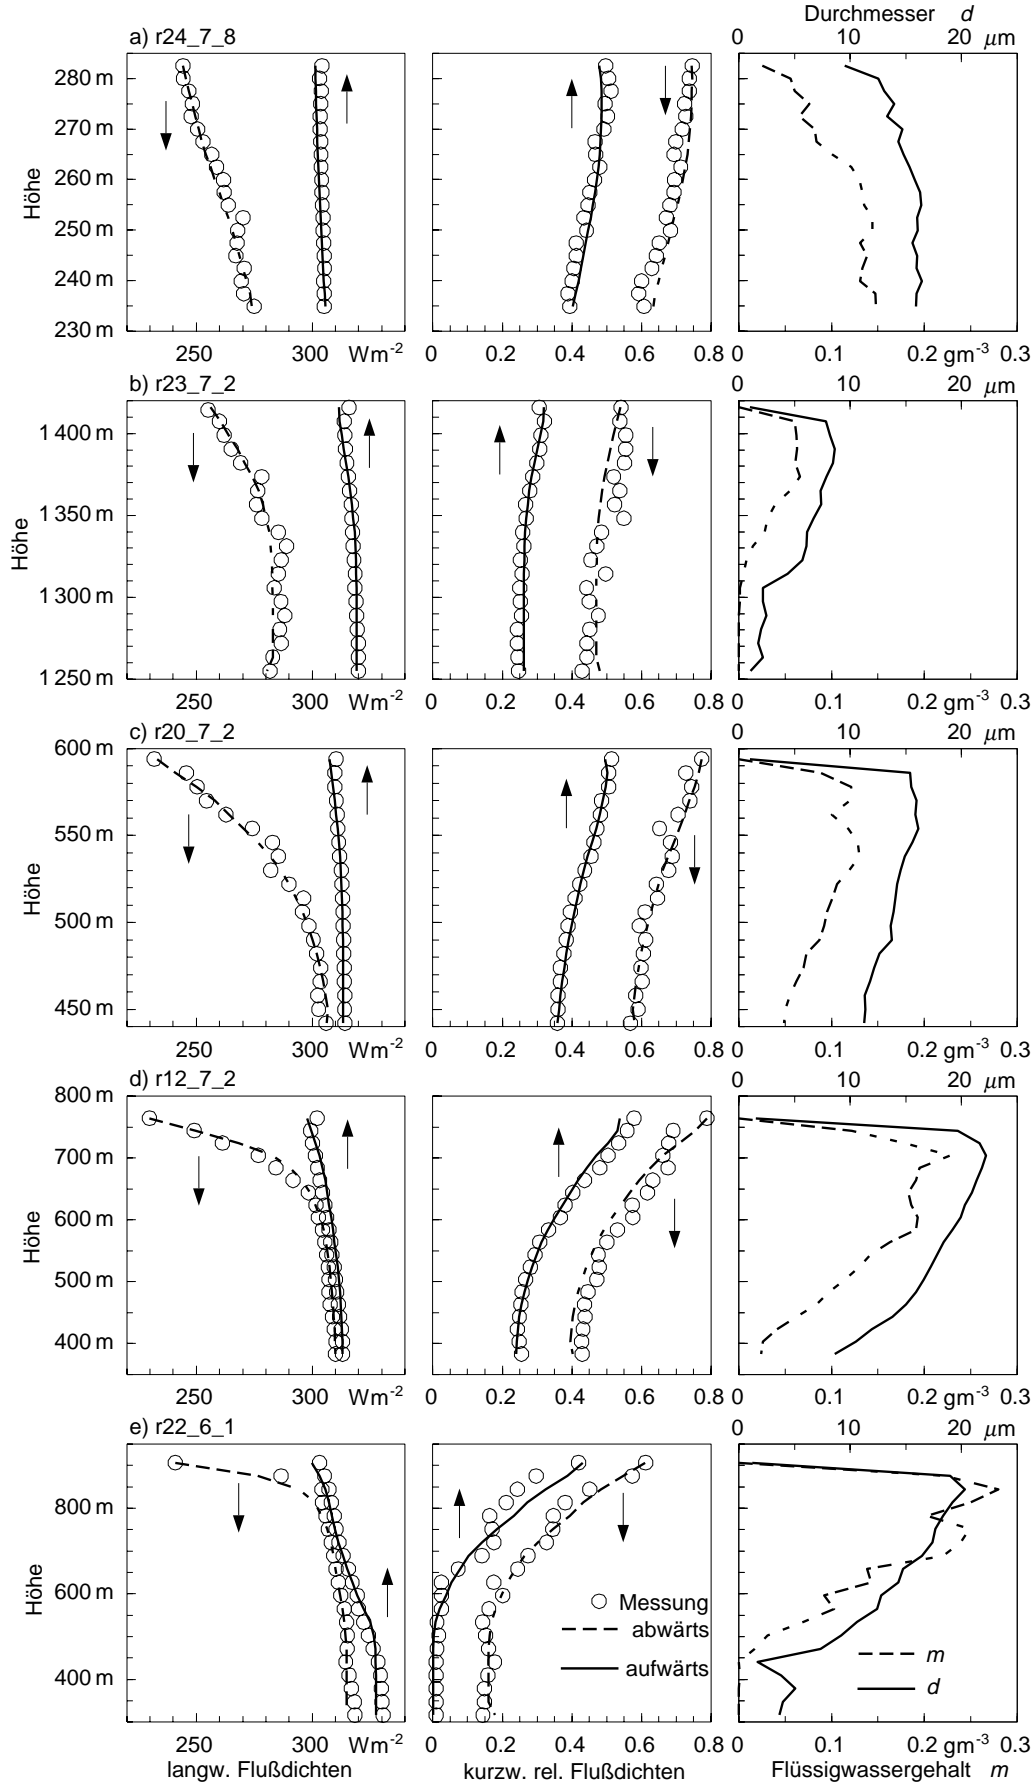 Durchmesser d
a) r24_7_8
0 10 20 μm
280 m
270 m
260 m
250 m
240 m
230 m
Höhe
250 300 Wm-2
0 0.2 0.4 0.6 0.8
0 0.1 0.2 gm-3 0.3
b) r23_7_2
0 10 20 μm
1 400 m
1 350 m
1 300 m
1 250 m
Höhe
250 300 Wm-2
0 0.2 0.4 0.6 0.8
0 0.1 0.2 gm-3 0.3
c) r20_7_2
0 10 20 μm
600 m
550 m
500 m
450 m
Höhe
250 300 Wm-2
0 0.2 0.4 0.6 0.8
0 0.1 0.2 gm-3 0.3
d) r12_7_2
0 10 20 μm
800 m
700 m
600 m
500 m
400 m
Höhe
250 300 Wm-2
0 0.2 0.4 0.6 0.8
0 0.1 0.2 gm-3 0.3
e) r22_6_1
0 10 20 μm
800 m
600 m
400 m
Höhe
Messung
abwärts
aufwärts
m
d
250 300 Wm-2
0 0.2 0.4 0.6 0.8
0 0.1 0.2 gm-3 0.3
langw. Flußdichten
kurzw. rel. Flußdichten
Flüssigwassergehalt m